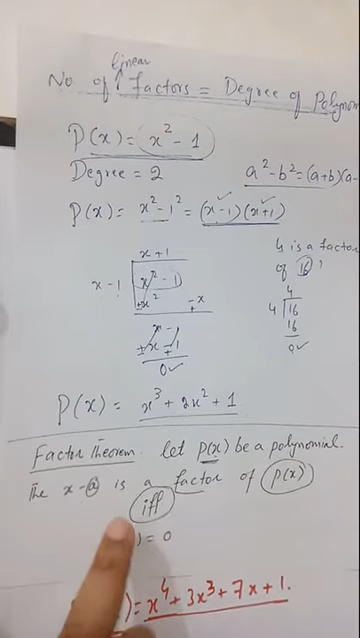 linear
No. of factors = Degree of Polynom
P(x) = x² - 1
Degree = 2
a² - b² = (a+b)(a-
P(x) = x² - 1² = (x-1)(x+1)
x + 1
x - 1
x² - 1
±x²
∓x
x - 1
±x ∓1
0
4 is a factor
of 16
4
4 16
16
0
P(x) = x³ + 2x² + 1
Factor Theorem. let p(x) be a polynomial.
The x-a is a factor of p(x)
iff
) = 0
) = x⁴ + 3x³ + 7x + 1.